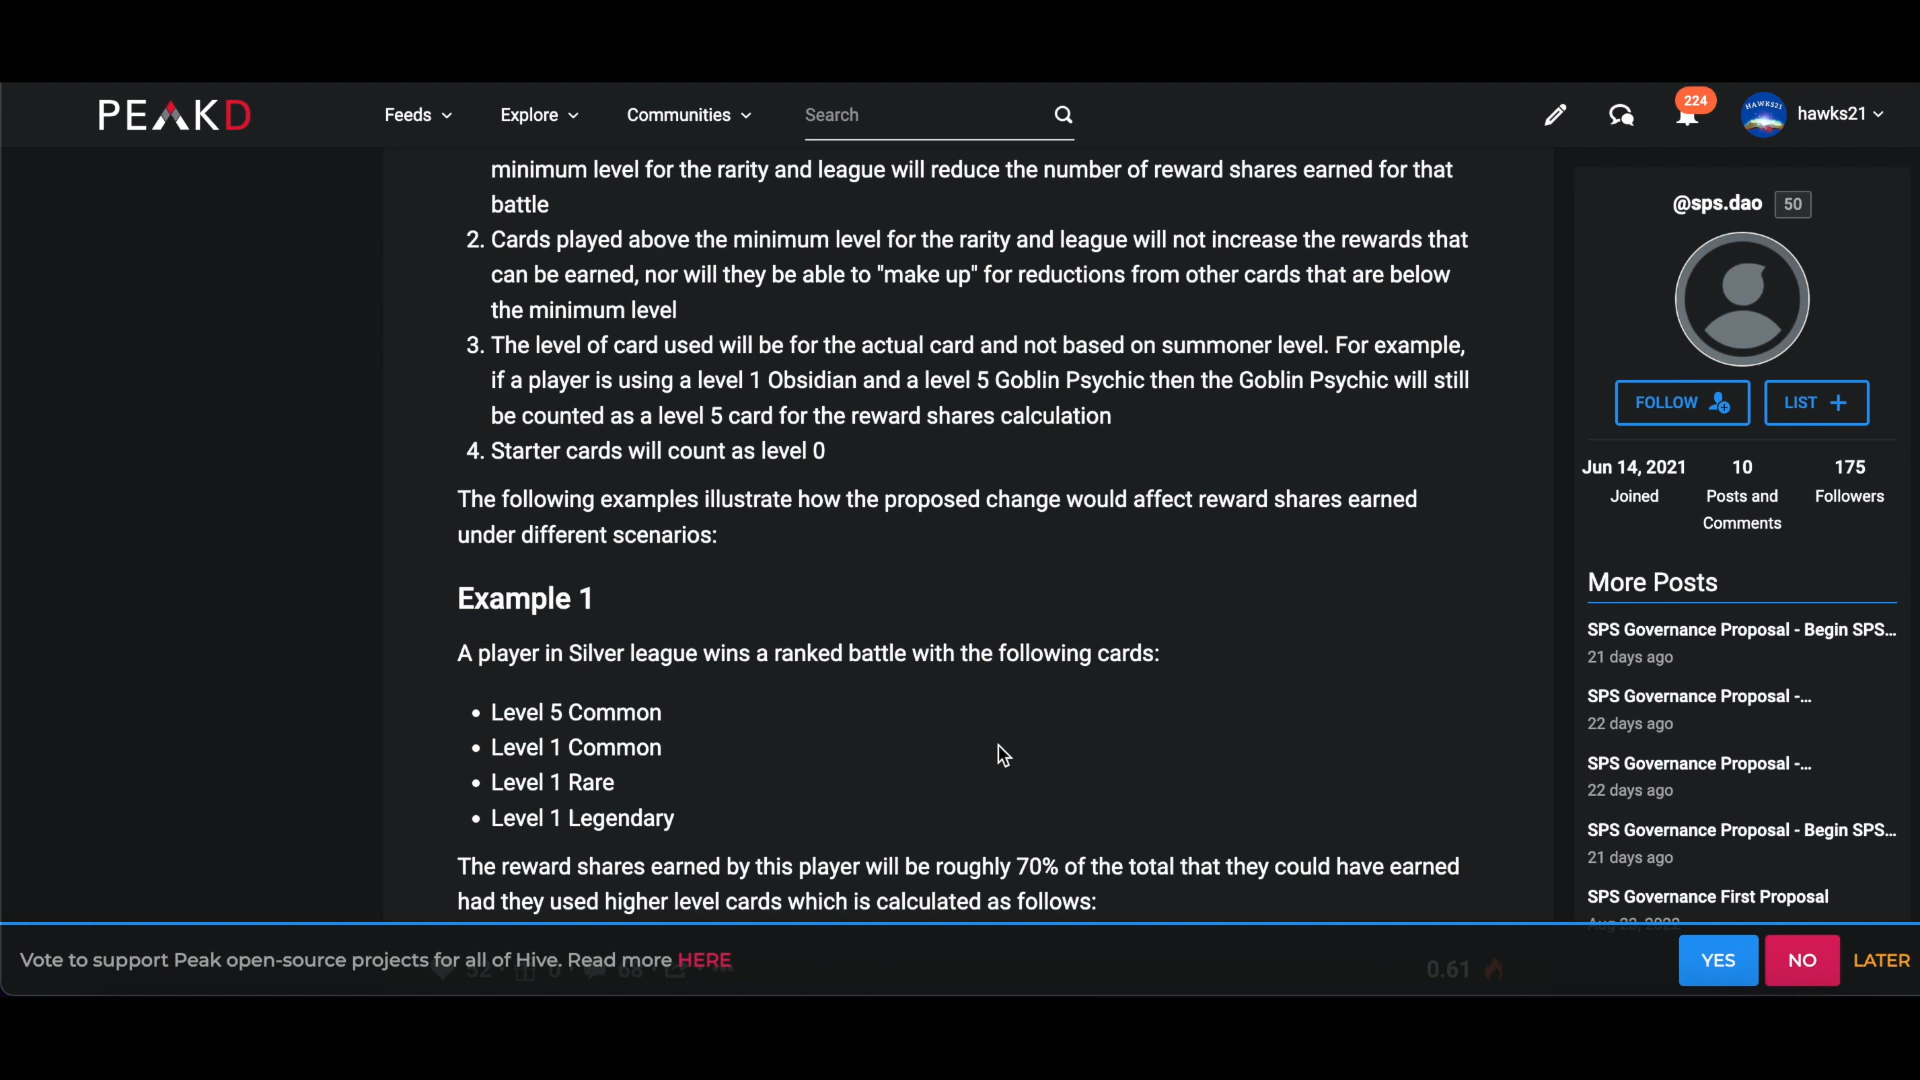 PEAKD
Feeds
Explore
Communities
Search
224
HAWKS21
hawks21
minimum level for the rarity and league will reduce the number of reward shares earned for that
battle
2. Cards played above the minimum level for the rarity and league will not increase the rewards that
can be earned, nor will they be able to "make up" for reductions from other cards that are below
the minimum level
3. The level of card used will be for the actual card and not based on summoner level. For example,
if a player is using a level 1 Obsidian and a level 5 Goblin Psychic then the Goblin Psychic will still
be counted as a level 5 card for the reward shares calculation
4. Starter cards will count as level 0
The following examples illustrate how the proposed change would affect reward shares earned
under different scenarios:
Example 1
A player in Silver league wins a ranked battle with the following cards:
• Level 5 Common
• Level 1 Common
• Level 1 Rare
• Level 1 Legendary
The reward shares earned by this player will be roughly 70% of the total that they could have earned
had they used higher level cards which is calculated as follows:
@sps.dao 50
FOLLOW
LIST
Jun 14, 2021 10 175
Joined Posts and Followers
Comments
More Posts
SPS Governance Proposal - Begin SPS...
21 days ago
SPS Governance Proposal -...
22 days ago
SPS Governance Proposal -...
22 days ago
SPS Governance Proposal - Begin SPS...
21 days ago
SPS Governance First Proposal
Aug 23, 2022
Vote to support Peak open-source projects for all of Hive. Read more HERE
52 0 68
0.61
YES
NO
LATER